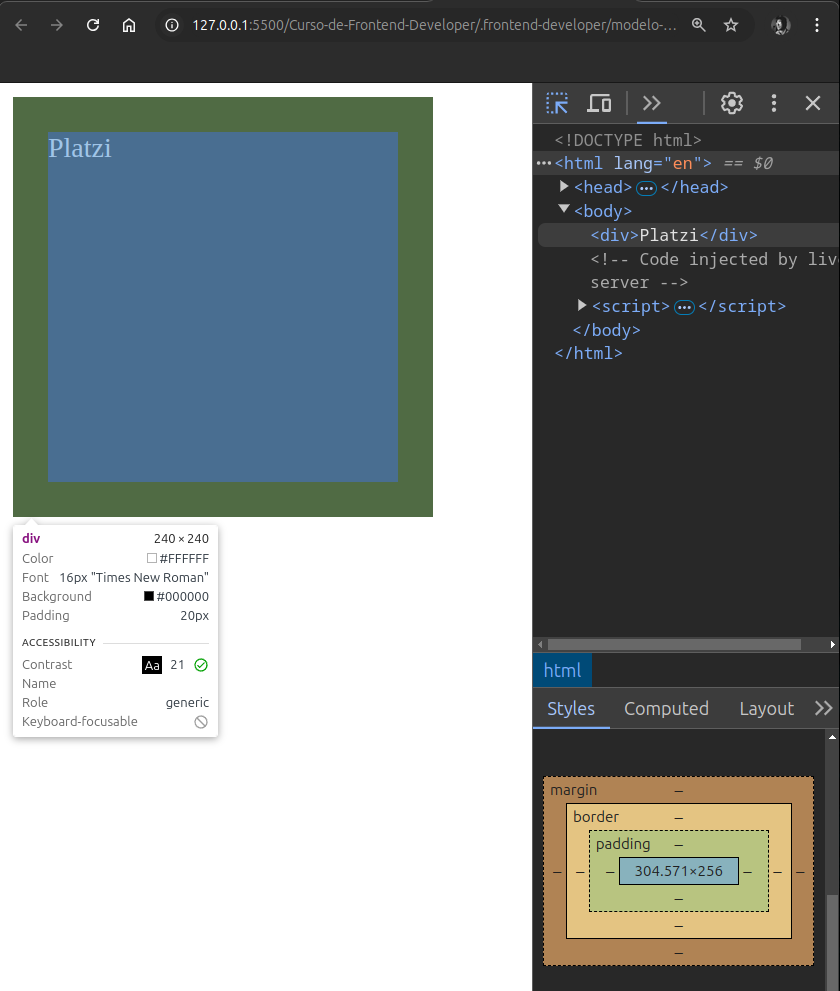 127.0.0.1:5500/Curso-de-Frontend-Developer/.frontend-developer/modelo-...
Platzi
div 240 × 240
Color #FFFFFF
Font 16px "Times New Roman"
Background #000000
Padding 20px
ACCESSIBILITY
Contrast Aa 21
Name
Role generic
Keyboard-focusable
<!DOCTYPE html>
<html lang="en"> == $0
<head> </head>
<body>
<div>Platzi</div>
<!-- Code injected by live
server -->
<script> </script>
</body>
</html>
html
Styles Computed Layout
margin –
border –
padding –
– – – 304.571×256 – – –
–
–
–